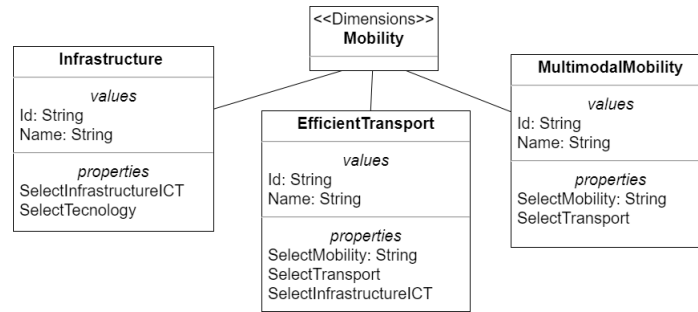 <<Dimensions>>
Mobility
Infrastructure
values
Id: String
Name: String
properties
SelectInfrastructureICT
SelectTecnology
EfficientTransport
values
Id: String
Name: String
properties
SelectMobility: String
SelectTransport
SelectInfrastructureICT
MultimodalMobility
values
Id: String
Name: String
properties
SelectMobility: String
SelectTransport